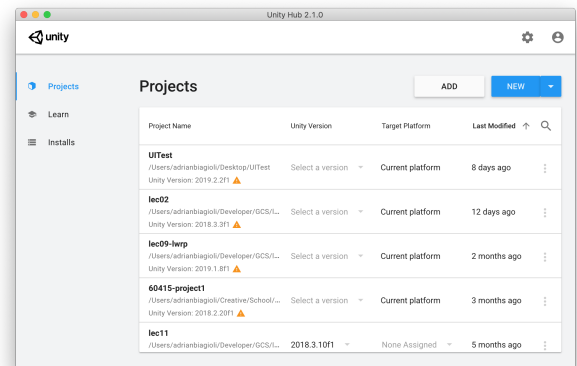 Unity Hub 2.1.0
unity
Projects
Learn
Installs
Projects
ADD
NEW
Project Name Unity Version Target Platform Last Modified
UITest
/Users/adrianbiagioli/Desktop/UITest Select a version Current platform 8 days ago
Unity Version: 2019.2.2f1
lec02
/Users/adrianbiagioli/Developer/GCS/l... Select a version Current platform 12 days ago
Unity Version: 2018.3.3f1
lec09-lwrp
/Users/adrianbiagioli/Developer/GCS/l... Select a version Current platform 2 months ago
Unity Version: 2019.1.8f1
60415-project1
/Users/adrianbiagioli/Creative/School/... Select a version Current platform 3 months ago
Unity Version: 2018.2.20f1
lec11
/Users/adrianbiagioli/Developer/GCS/l... 2018.3.10f1 None Assigned 5 months ago